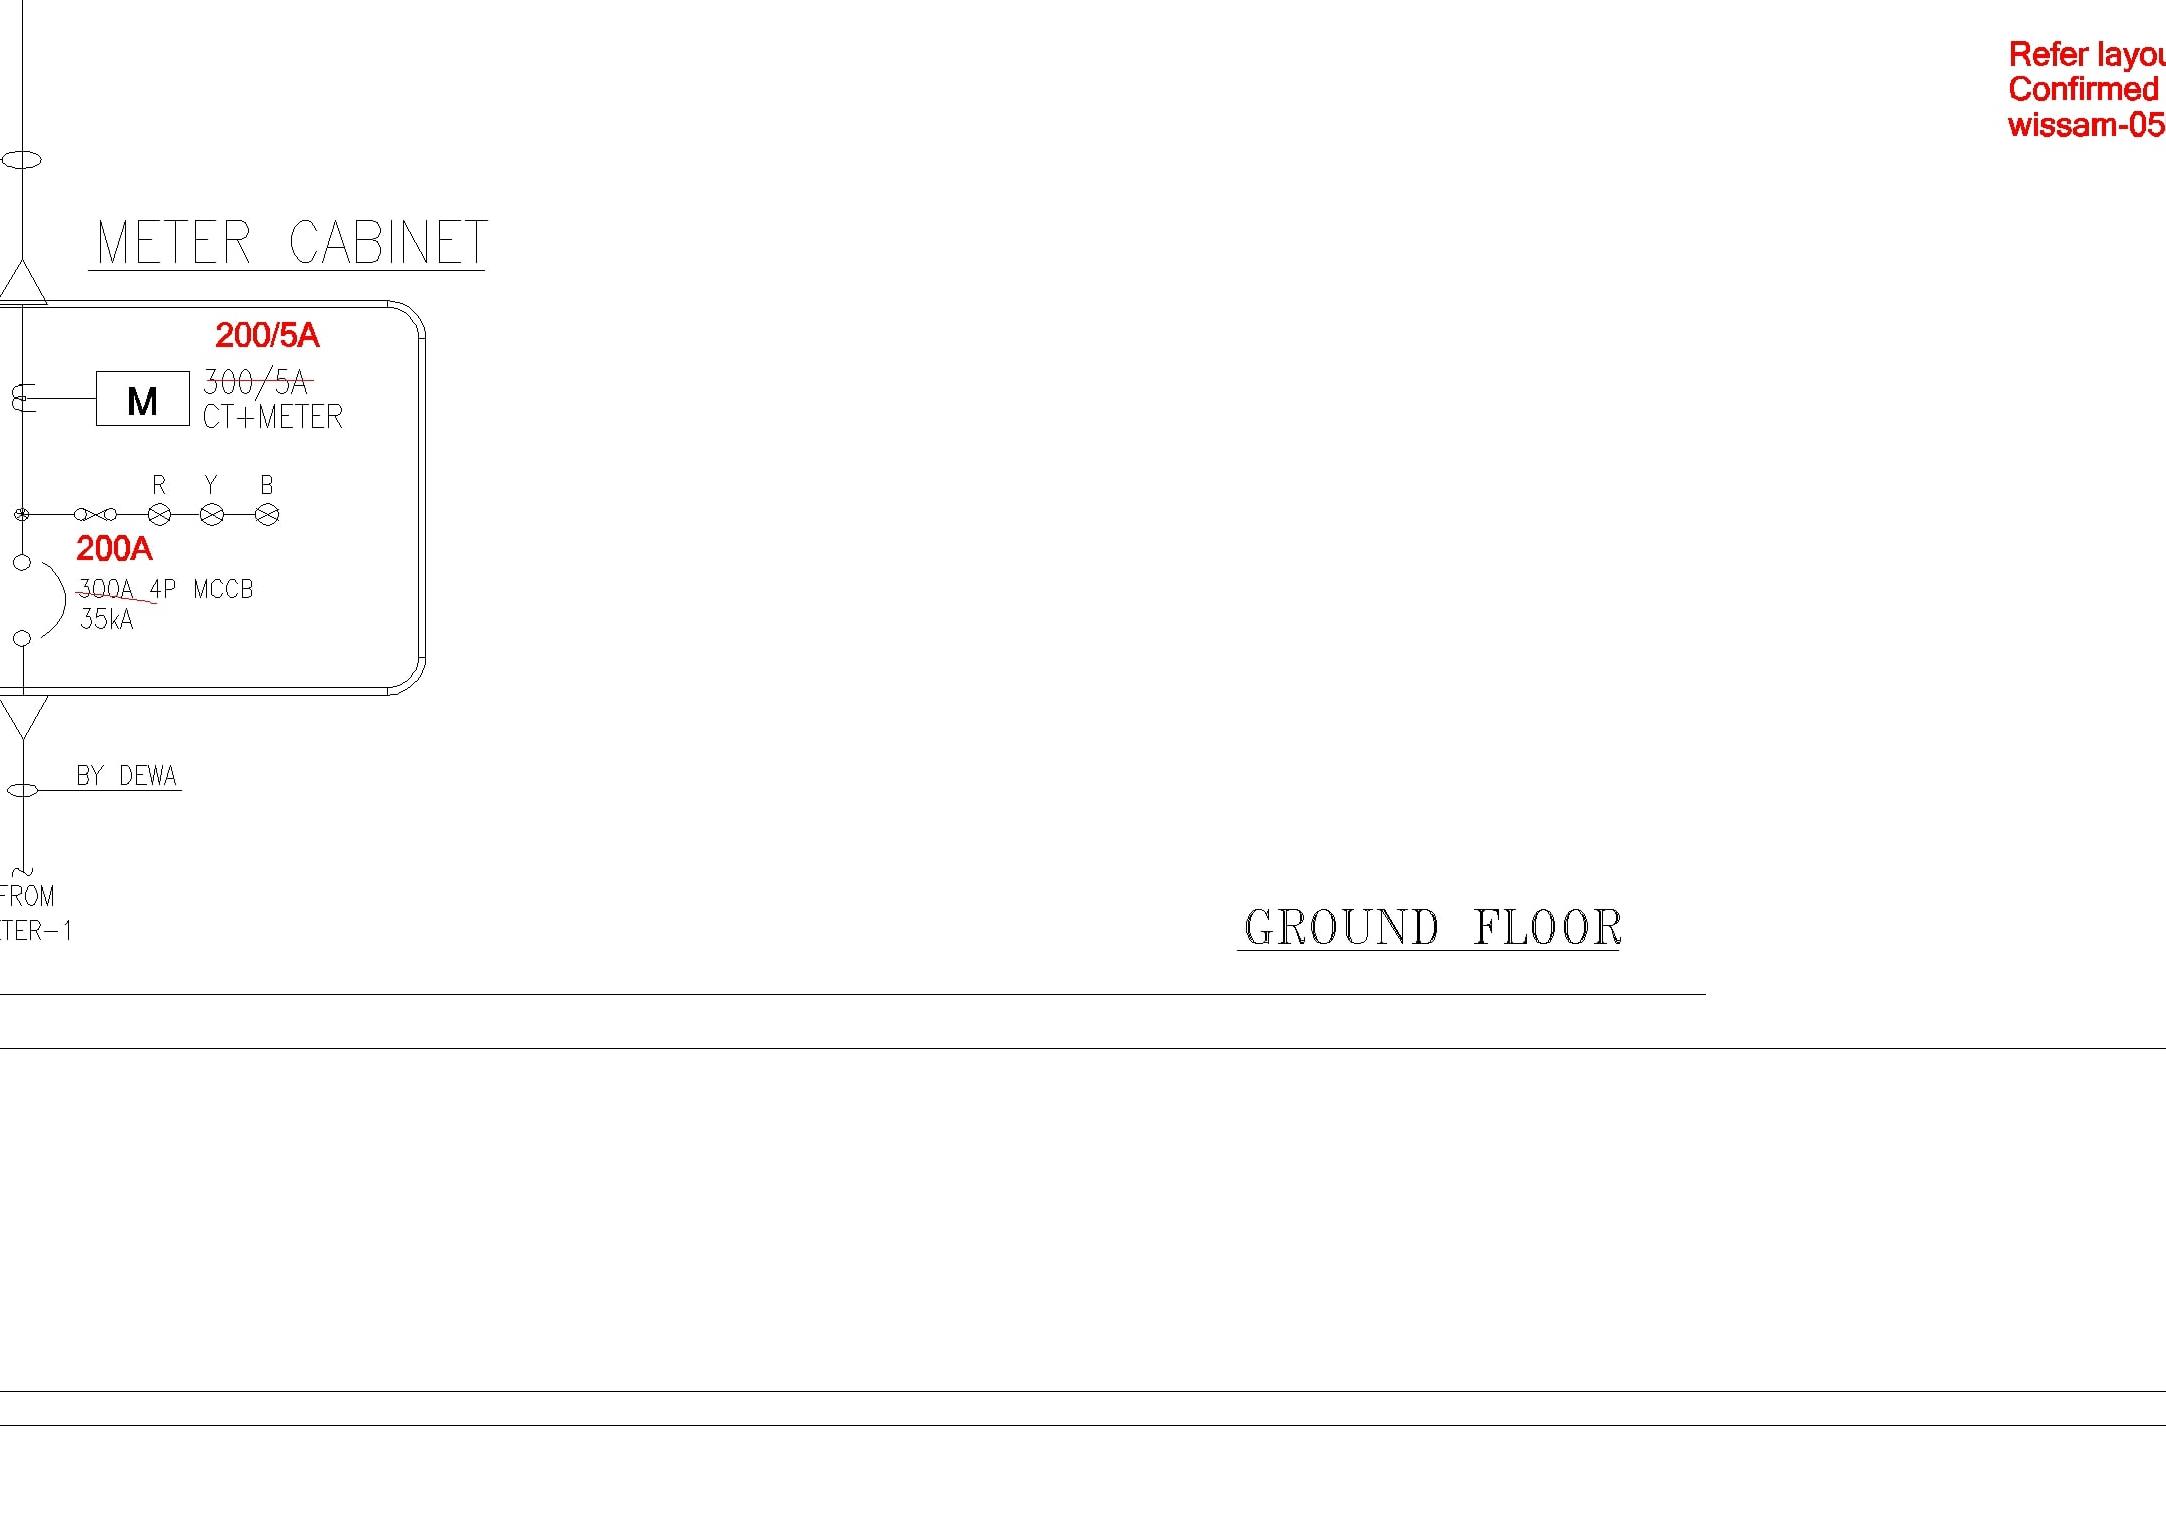 Refer layou
Confirmed
wissam-05
METER CABINET
200/5A
300/5A
M
CT+METER
R Y B
200A
300A 4P MCCB
35kA
BY DEWA
FROM
TER-1
GROUND FLOOR